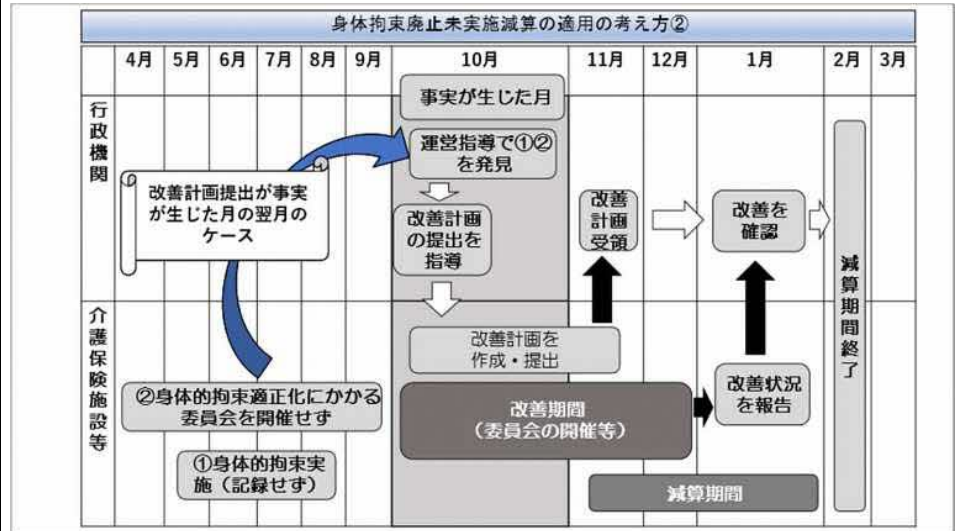 身体拘束廃止未実施減算の適用の考え方②
4月 5月 6月 7月 8月 9月 10月 11月 12月 1月 2月 3月
行政機関
事実が生じた月
運営指導で①②
を発見
改善計画提出が事実
が生じた月の翌月の
ケース
改善計画
の提出を
指導
改善
計画
受領
改善を
確認
減算期間終了
介護保険施設等
改善計画を
作成・提出
②身体的拘束適正化にかかる
委員会を開催せず
改善期間
(委員会の開催等)
改善状況
を報告
①身体的拘束実
施(記録せず)
減算期間